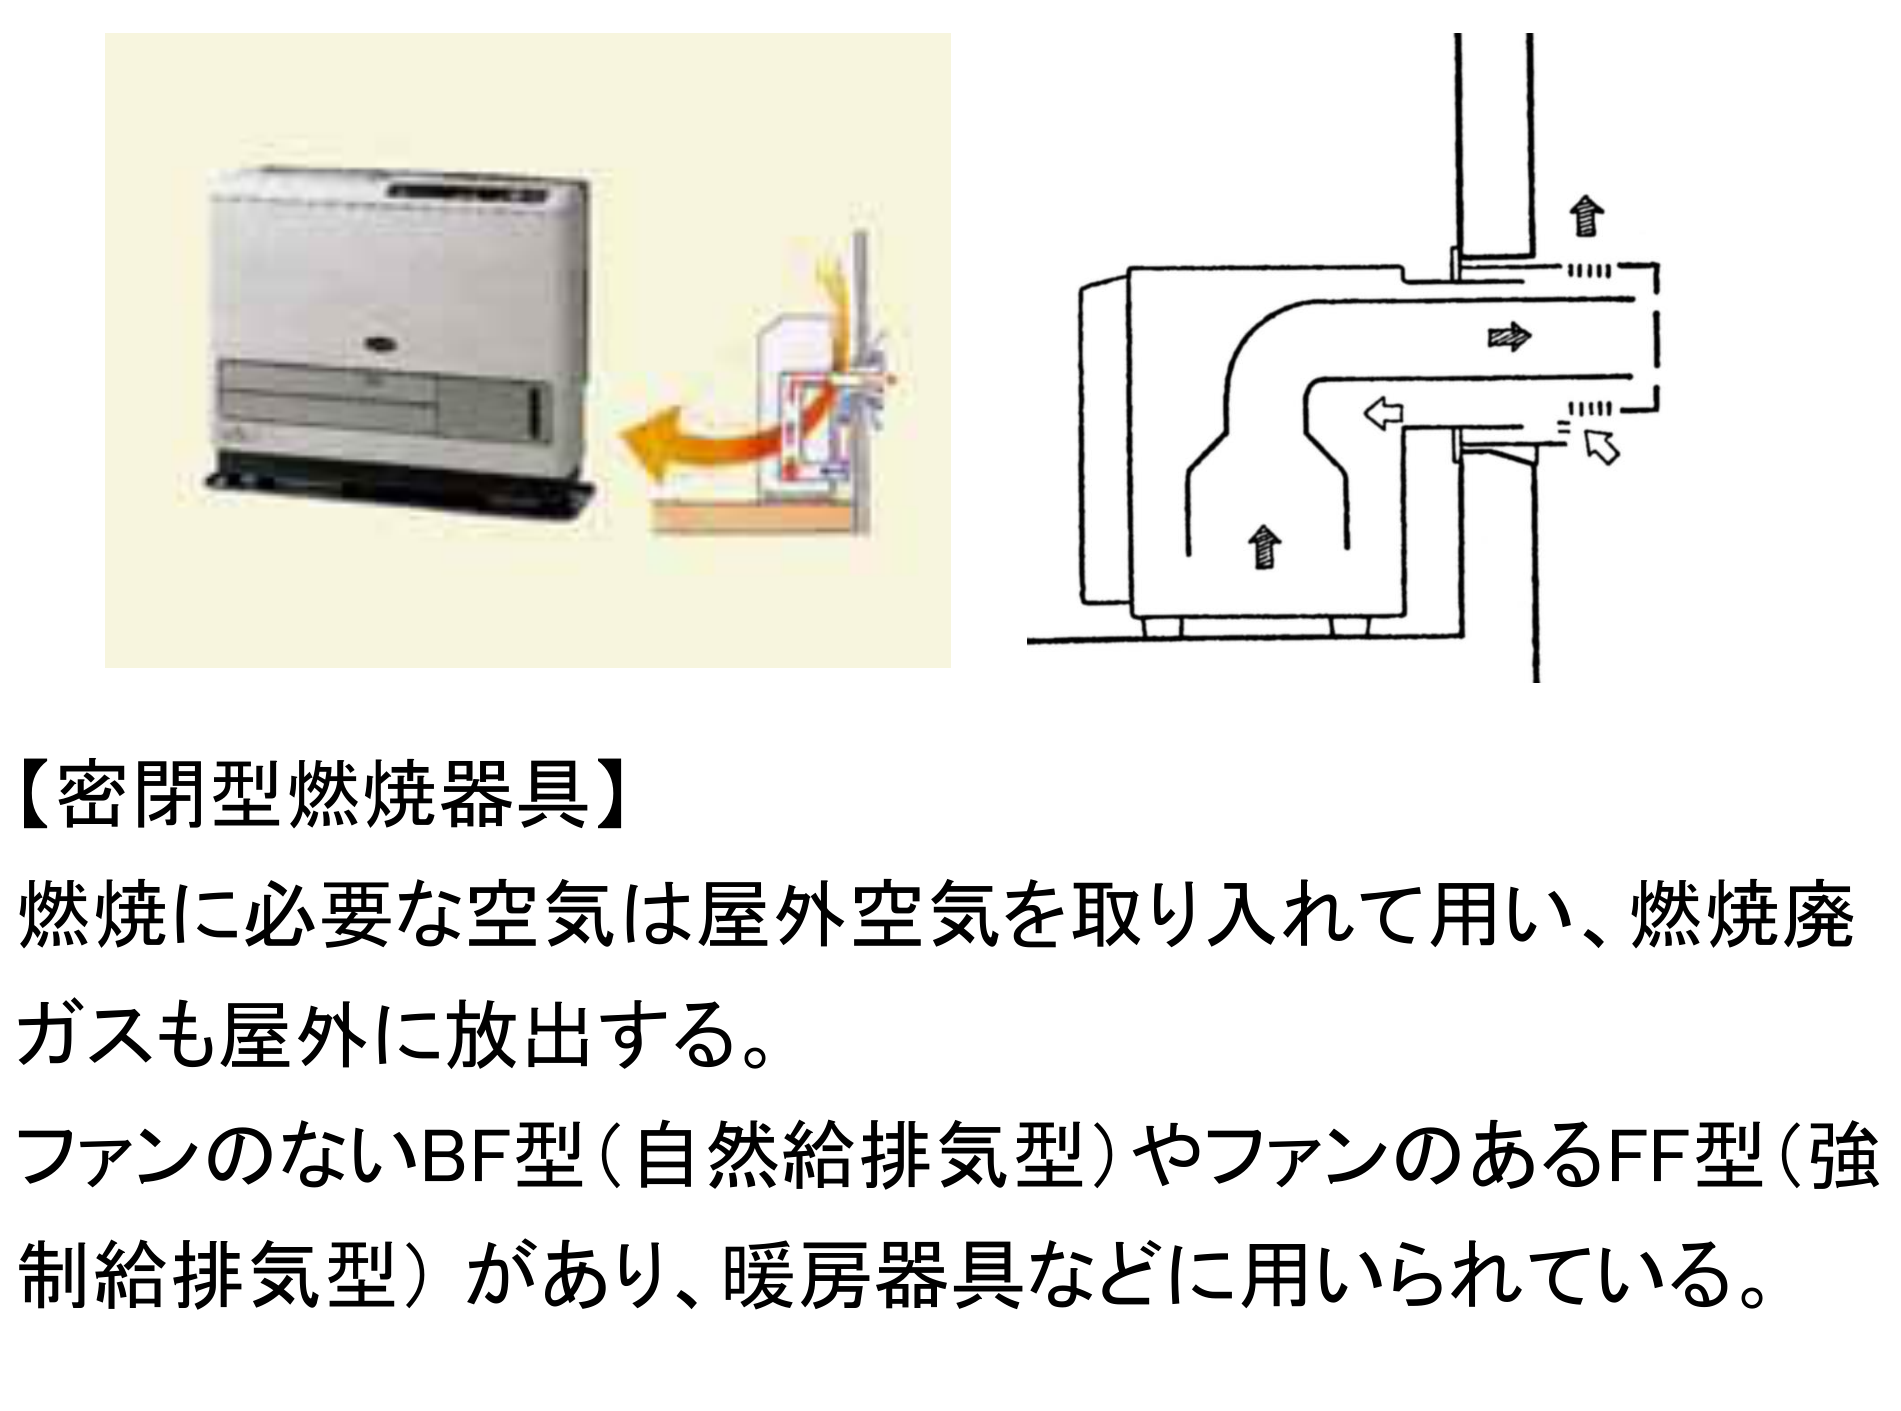 【密閉型燃焼器具】
燃焼に必要な空気は屋外空気を取り入れて用い、燃焼廃
ガスも屋外に放出する。
ファンのないBF型（自然給排気型）やファンのあるFF型（強
制給排気型） があり、暖房器具などに用いられている。